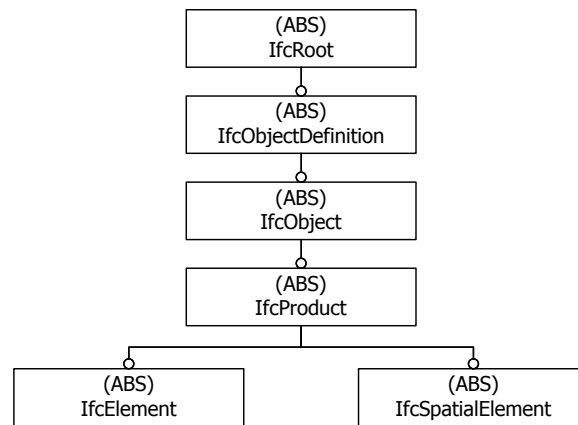 (ABS)
IfcRoot
(ABS)
IfcObjectDefinition
(ABS)
IfcObject
(ABS)
IfcProduct
(ABS)
IfcElement
(ABS)
IfcSpatialElement